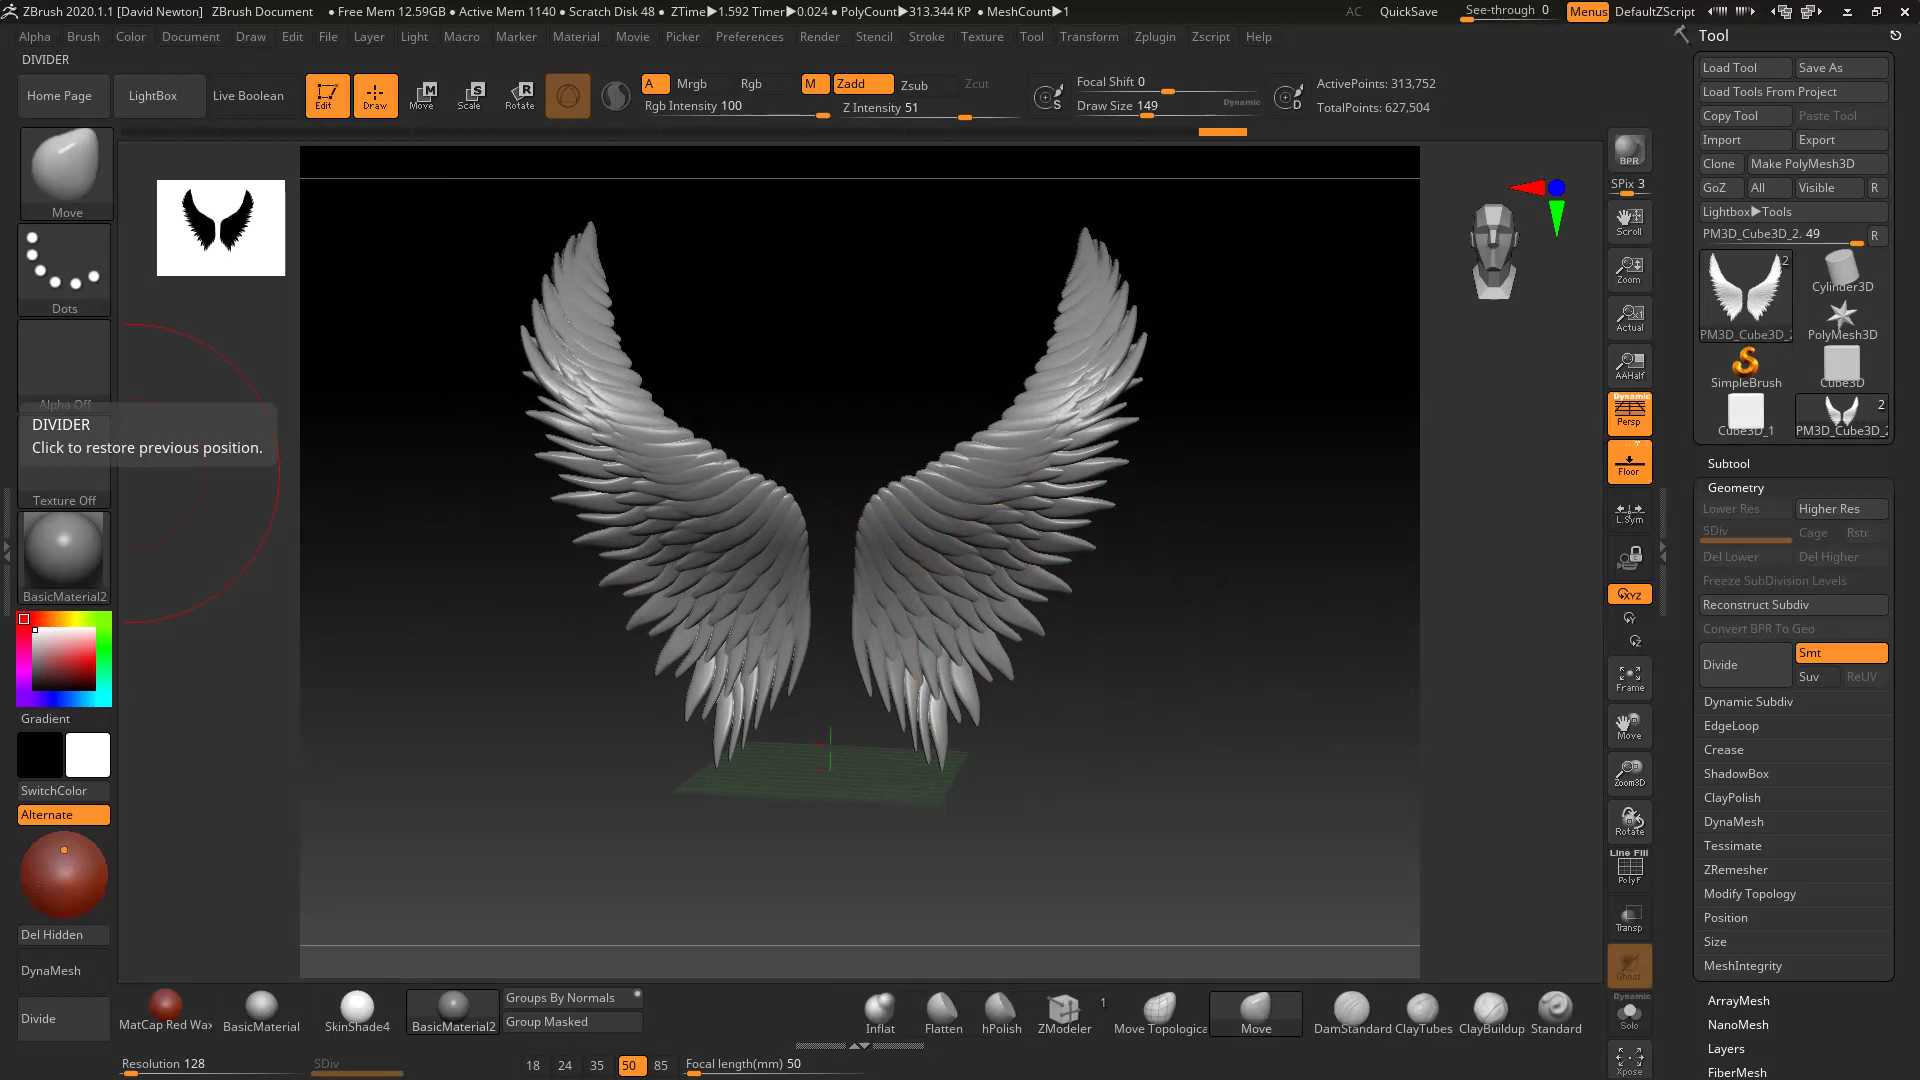 ZBrush 2020.1.1 [David Newton] ZBrush Document • Free Mem 12.59GB • Active Mem 1140 • Scratch Disk 48 • ZTime▶1.592 Timer▶0.024 • PolyCount▶313.344 KP • MeshCount▶1 AC QuickSave See-through 0 Menus DefaultZScript
Alpha Brush Color Document Draw Edit File Layer Light Macro Marker Material Movie Picker Preferences Render Stencil Stroke Texture Tool Transform Zplugin Zscript Help
Tool
DIVIDER
Home Page LightBox Live Boolean
Edit Draw Move Scale Rotate
M S R
A Mrgb Rgb M Zadd Zsub Zcut
Rgb Intensity 100 Z Intensity 51
S
Focal Shift 0
Draw Size 149 Dynamic
D
ActivePoints: 313,752
TotalPoints: 627,504
Move
Dots
Alpha Off
DIVIDER
Click to restore previous position.
Texture Off
BasicMaterial2
Gradient
SwitchColor
Alternate
Del Hidden
DynaMesh
Divide
BPR
SPix 3
Scroll
Zoom
Actual
AAHalf
Dynamic
Persp
Floor
L.Sym
XYZ
Frame
Move
Zoom3D
Rotate
Line Fill
PolyF
Transp
Ghost
Dynamic
Solo
Xpose
Load Tool Save As
Load Tools From Project
Copy Tool Paste Tool
Import Export
Clone Make PolyMesh3D
GoZ All Visible R
Lightbox▶Tools
PM3D_Cube3D_2. 49 R
2
Cylinder3D
PM3D_Cube3D_2 PolyMesh3D
SimpleBrush Cube3D
2
Cube3D_1 PM3D_Cube3D_2
Subtool
Geometry
Lower Res Higher Res
SDiv Cage Rstr
Del Lower Del Higher
Freeze SubDivision Levels
Reconstruct Subdiv
Convert BPR To Geo
Divide Smt
Suv ReUV
Dynamic Subdiv
EdgeLoop
Crease
ShadowBox
ClayPolish
DynaMesh
Tessimate
ZRemesher
Modify Topology
Position
Size
MeshIntegrity
ArrayMesh
NanoMesh
Layers
FiberMesh
MatCap Red Wax BasicMaterial SkinShade4 BasicMaterial2
Groups By Normals
Group Masked
Inflat Flatten hPolish ZModeler 1 Move Topologica Move DamStandard ClayTubes ClayBuildup Standard
Resolution 128 SDiv 18 24 35 50 85 Focal length(mm) 50